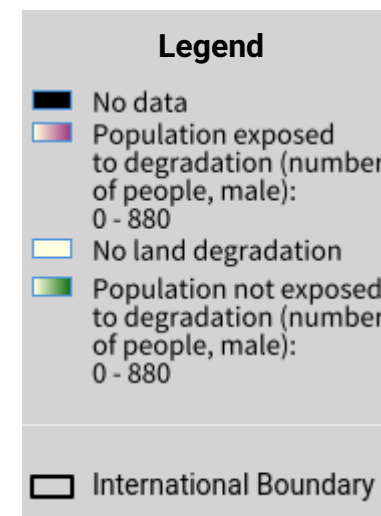 Legend
No data
Population exposed
to degradation (number
of people, male):
0 - 880
No land degradation
Population not exposed
to degradation (number
of people, male):
0 - 880
International Boundary